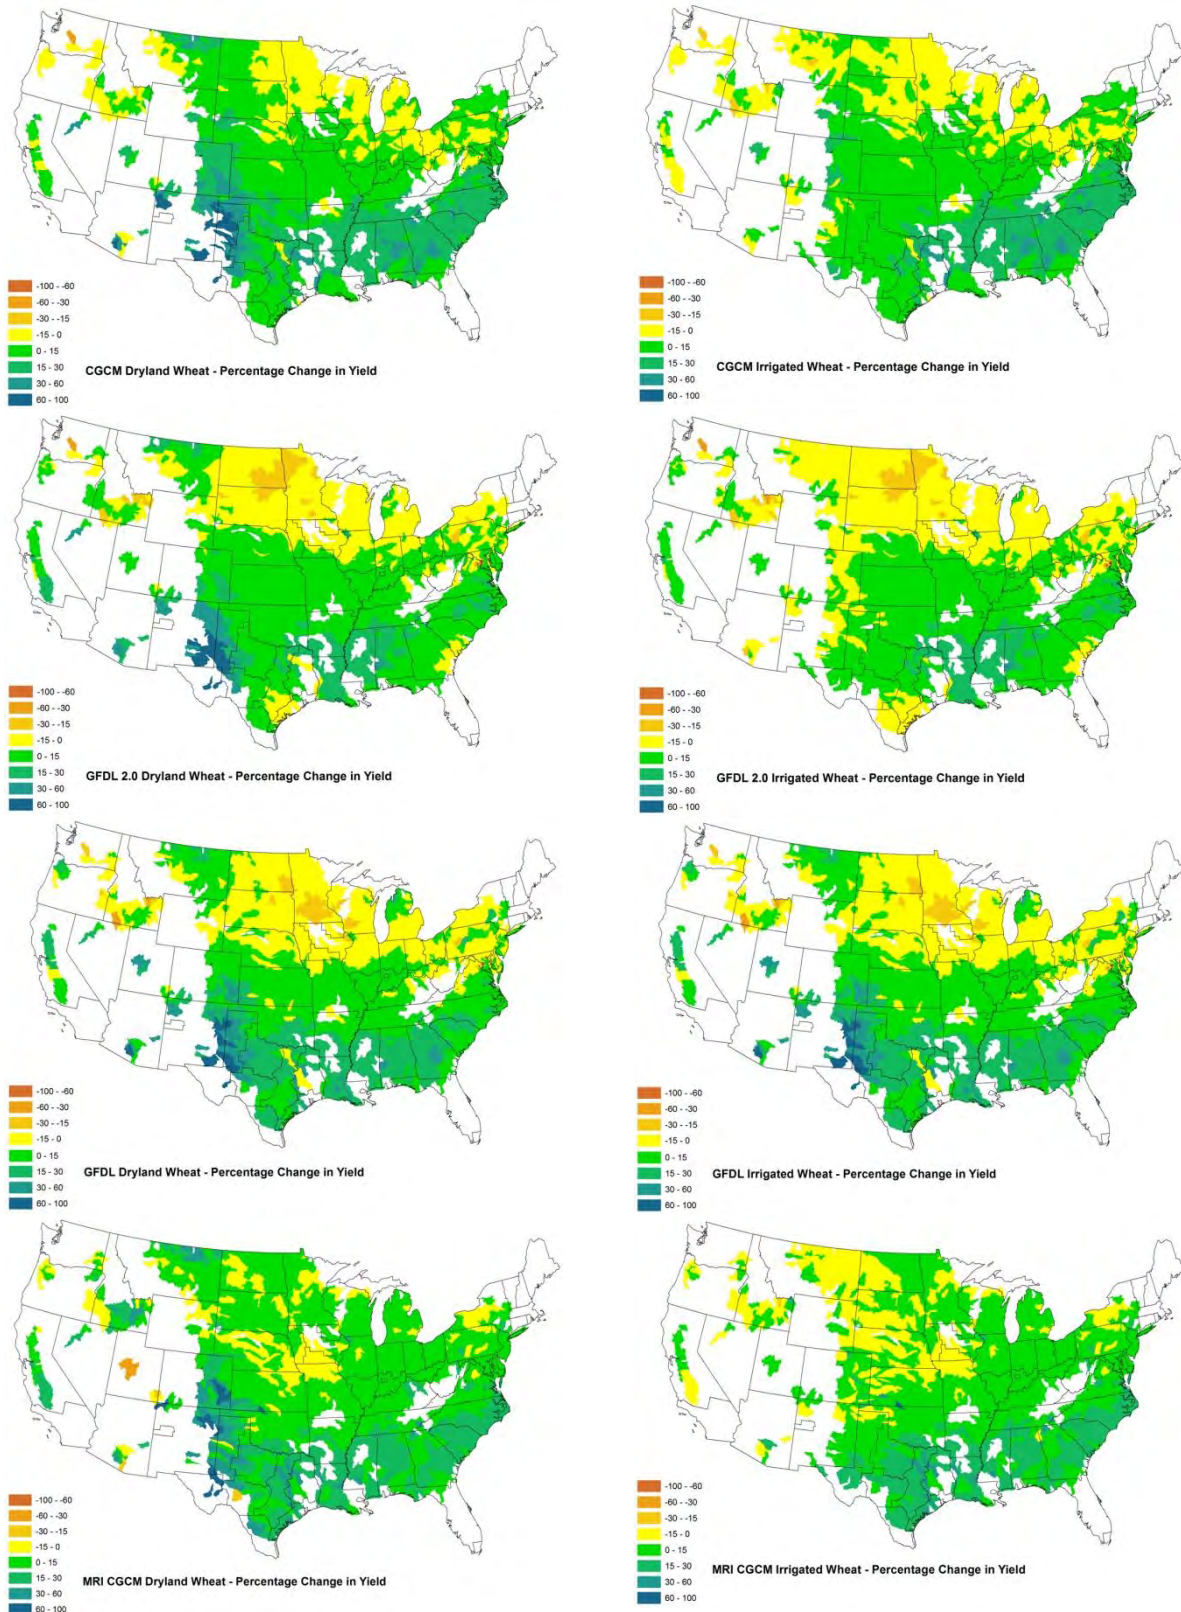 -100 - -60
-60 - -30
-30 - -15
-15 - 0
0 - 15
15 - 30
30 - 60
60 - 100
CGCM Dryland Wheat - Percentage Change in Yield
-100 - -60
-60 - -30
-30 - -15
-15 - 0
0 - 15
15 - 30
30 - 60
60 - 100
CGCM Irrigated Wheat - Percentage Change in Yield
-100 - -60
-60 - -30
-30 - -15
-15 - 0
0 - 15
15 - 30
30 - 60
60 - 100
GFDL 2.0 Dryland Wheat - Percentage Change in Yield
-100 - -60
-60 - -30
-30 - -15
-15 - 0
0 - 15
15 - 30
30 - 60
60 - 100
GFDL 2.0 Irrigated Wheat - Percentage Change in Yield
-100 - -60
-60 - -30
-30 - -15
-15 - 0
0 - 15
15 - 30
30 - 60
60 - 100
GFDL Dryland Wheat - Percentage Change in Yield
-100 - -60
-60 - -30
-30 - -15
-15 - 0
0 - 15
15 - 30
30 - 60
60 - 100
GFDL Irrigated Wheat - Percentage Change in Yield
-100 - -60
-60 - -30
-30 - -15
-15 - 0
0 - 15
15 - 30
30 - 60
60 - 100
MRI CGCM Dryland Wheat - Percentage Change in Yield
-100 - -60
-60 - -30
-30 - -15
-15 - 0
0 - 15
15 - 30
30 - 60
60 - 100
MRI CGCM Irrigated Wheat - Percentage Change in Yield